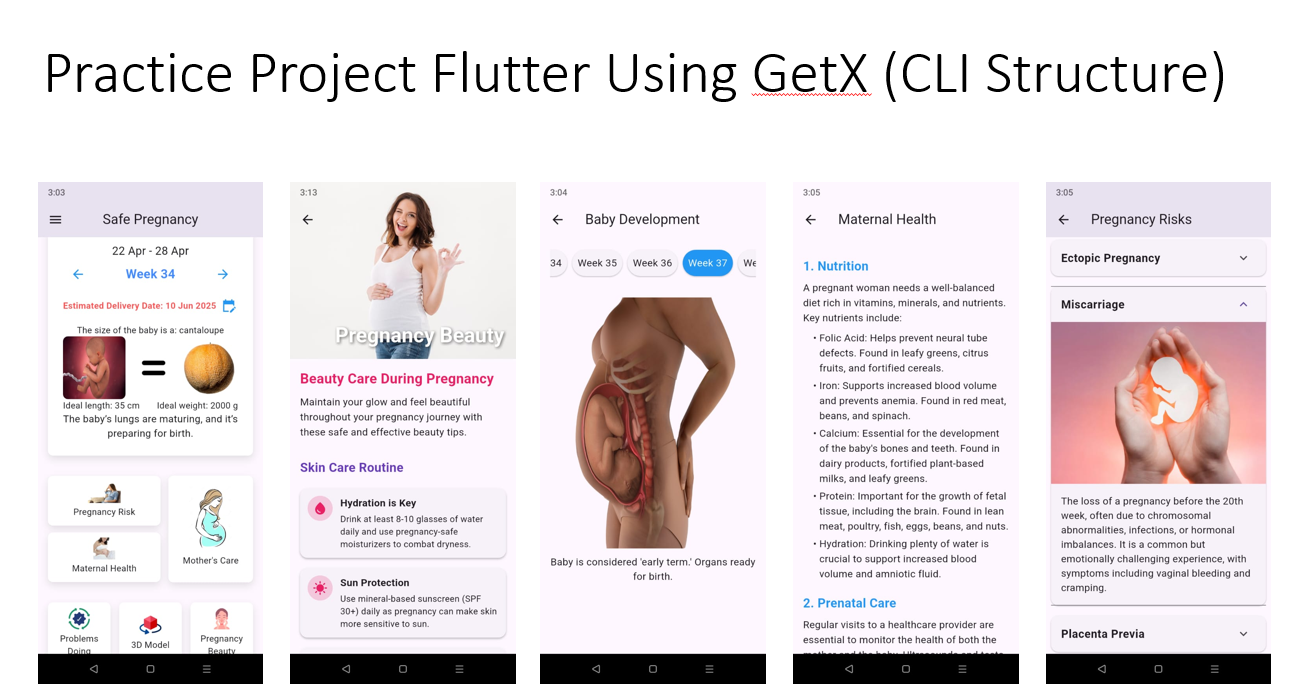 Practice Project Flutter Using GetX (CLI Structure)
3:03
Safe Pregnancy
22 Apr - 28 Apr
Week 34
Estimated Delivery Date: 10 Jun 2025
The size of the baby is a: cantaloupe
Ideal length: 35 cm
Ideal weight: 2000 g
The baby's lungs are maturing, and it's
preparing for birth.
Pregnancy Risk
Maternal Health
Mother's Care
Problems
Doing
3D Model
Pregnancy
Beauty
3:13
Pregnancy Beauty
Beauty Care During Pregnancy
Maintain your glow and feel beautiful
throughout your pregnancy journey with
these safe and effective beauty tips.
Skin Care Routine
Hydration is Key
Drink at least 8-10 glasses of water
daily and use pregnancy-safe
moisturizers to combat dryness.
Sun Protection
Use mineral-based sunscreen (SPF
30+) daily as pregnancy can make skin
more sensitive to sun.
3:04
Baby Development
34
Week 35
Week 36
Week 37
We
Baby is considered 'early term.' Organs ready
for birth.
3:05
Maternal Health
1. Nutrition
A pregnant woman needs a well-balanced
diet rich in vitamins, minerals, and nutrients.
Key nutrients include:
• Folic Acid: Helps prevent neural tube
defects. Found in leafy greens, citrus
fruits, and fortified cereals.
• Iron: Supports increased blood volume
and prevents anemia. Found in red meat,
beans, and spinach.
• Calcium: Essential for the development
of the baby's bones and teeth. Found in
dairy products, fortified plant-based
milks, and leafy greens.
• Protein: Important for the growth of fetal
tissue, including the brain. Found in lean
meat, poultry, fish, eggs, beans, and nuts.
• Hydration: Drinking plenty of water is
crucial to support increased blood
volume and amniotic fluid.
2. Prenatal Care
Regular visits to a healthcare provider are
essential to monitor the health of both the
3:05
Pregnancy Risks
Ectopic Pregnancy
Miscarriage
The loss of a pregnancy before the 20th
week, often due to chromosomal
abnormalities, infections, or hormonal
imbalances. It is a common but
emotionally challenging experience, with
symptoms including vaginal bleeding and
cramping.
Placenta Previa